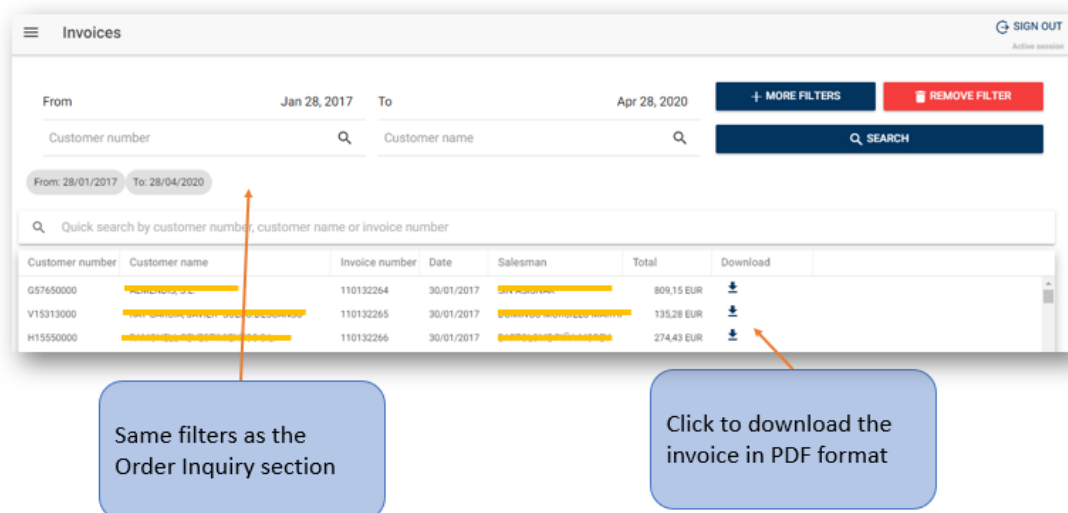 Invoices
SIGN OUT
Active session
From Jan 28, 2017 To Apr 28, 2020
+ MORE FILTERS
REMOVE FILTER
Customer number
Customer name
SEARCH
From: 28/01/2017 To: 28/04/2020
Quick search by customer number, customer name or invoice number
Customer number Customer name Invoice number Date Salesman Total Download
G57650000 110132264 30/01/2017 809,15 EUR
V15313000 110132265 30/01/2017 135,28 EUR
H15550000 110132266 30/01/2017 274,43 EUR
Same filters as the
Order Inquiry section
Click to download the
invoice in PDF format